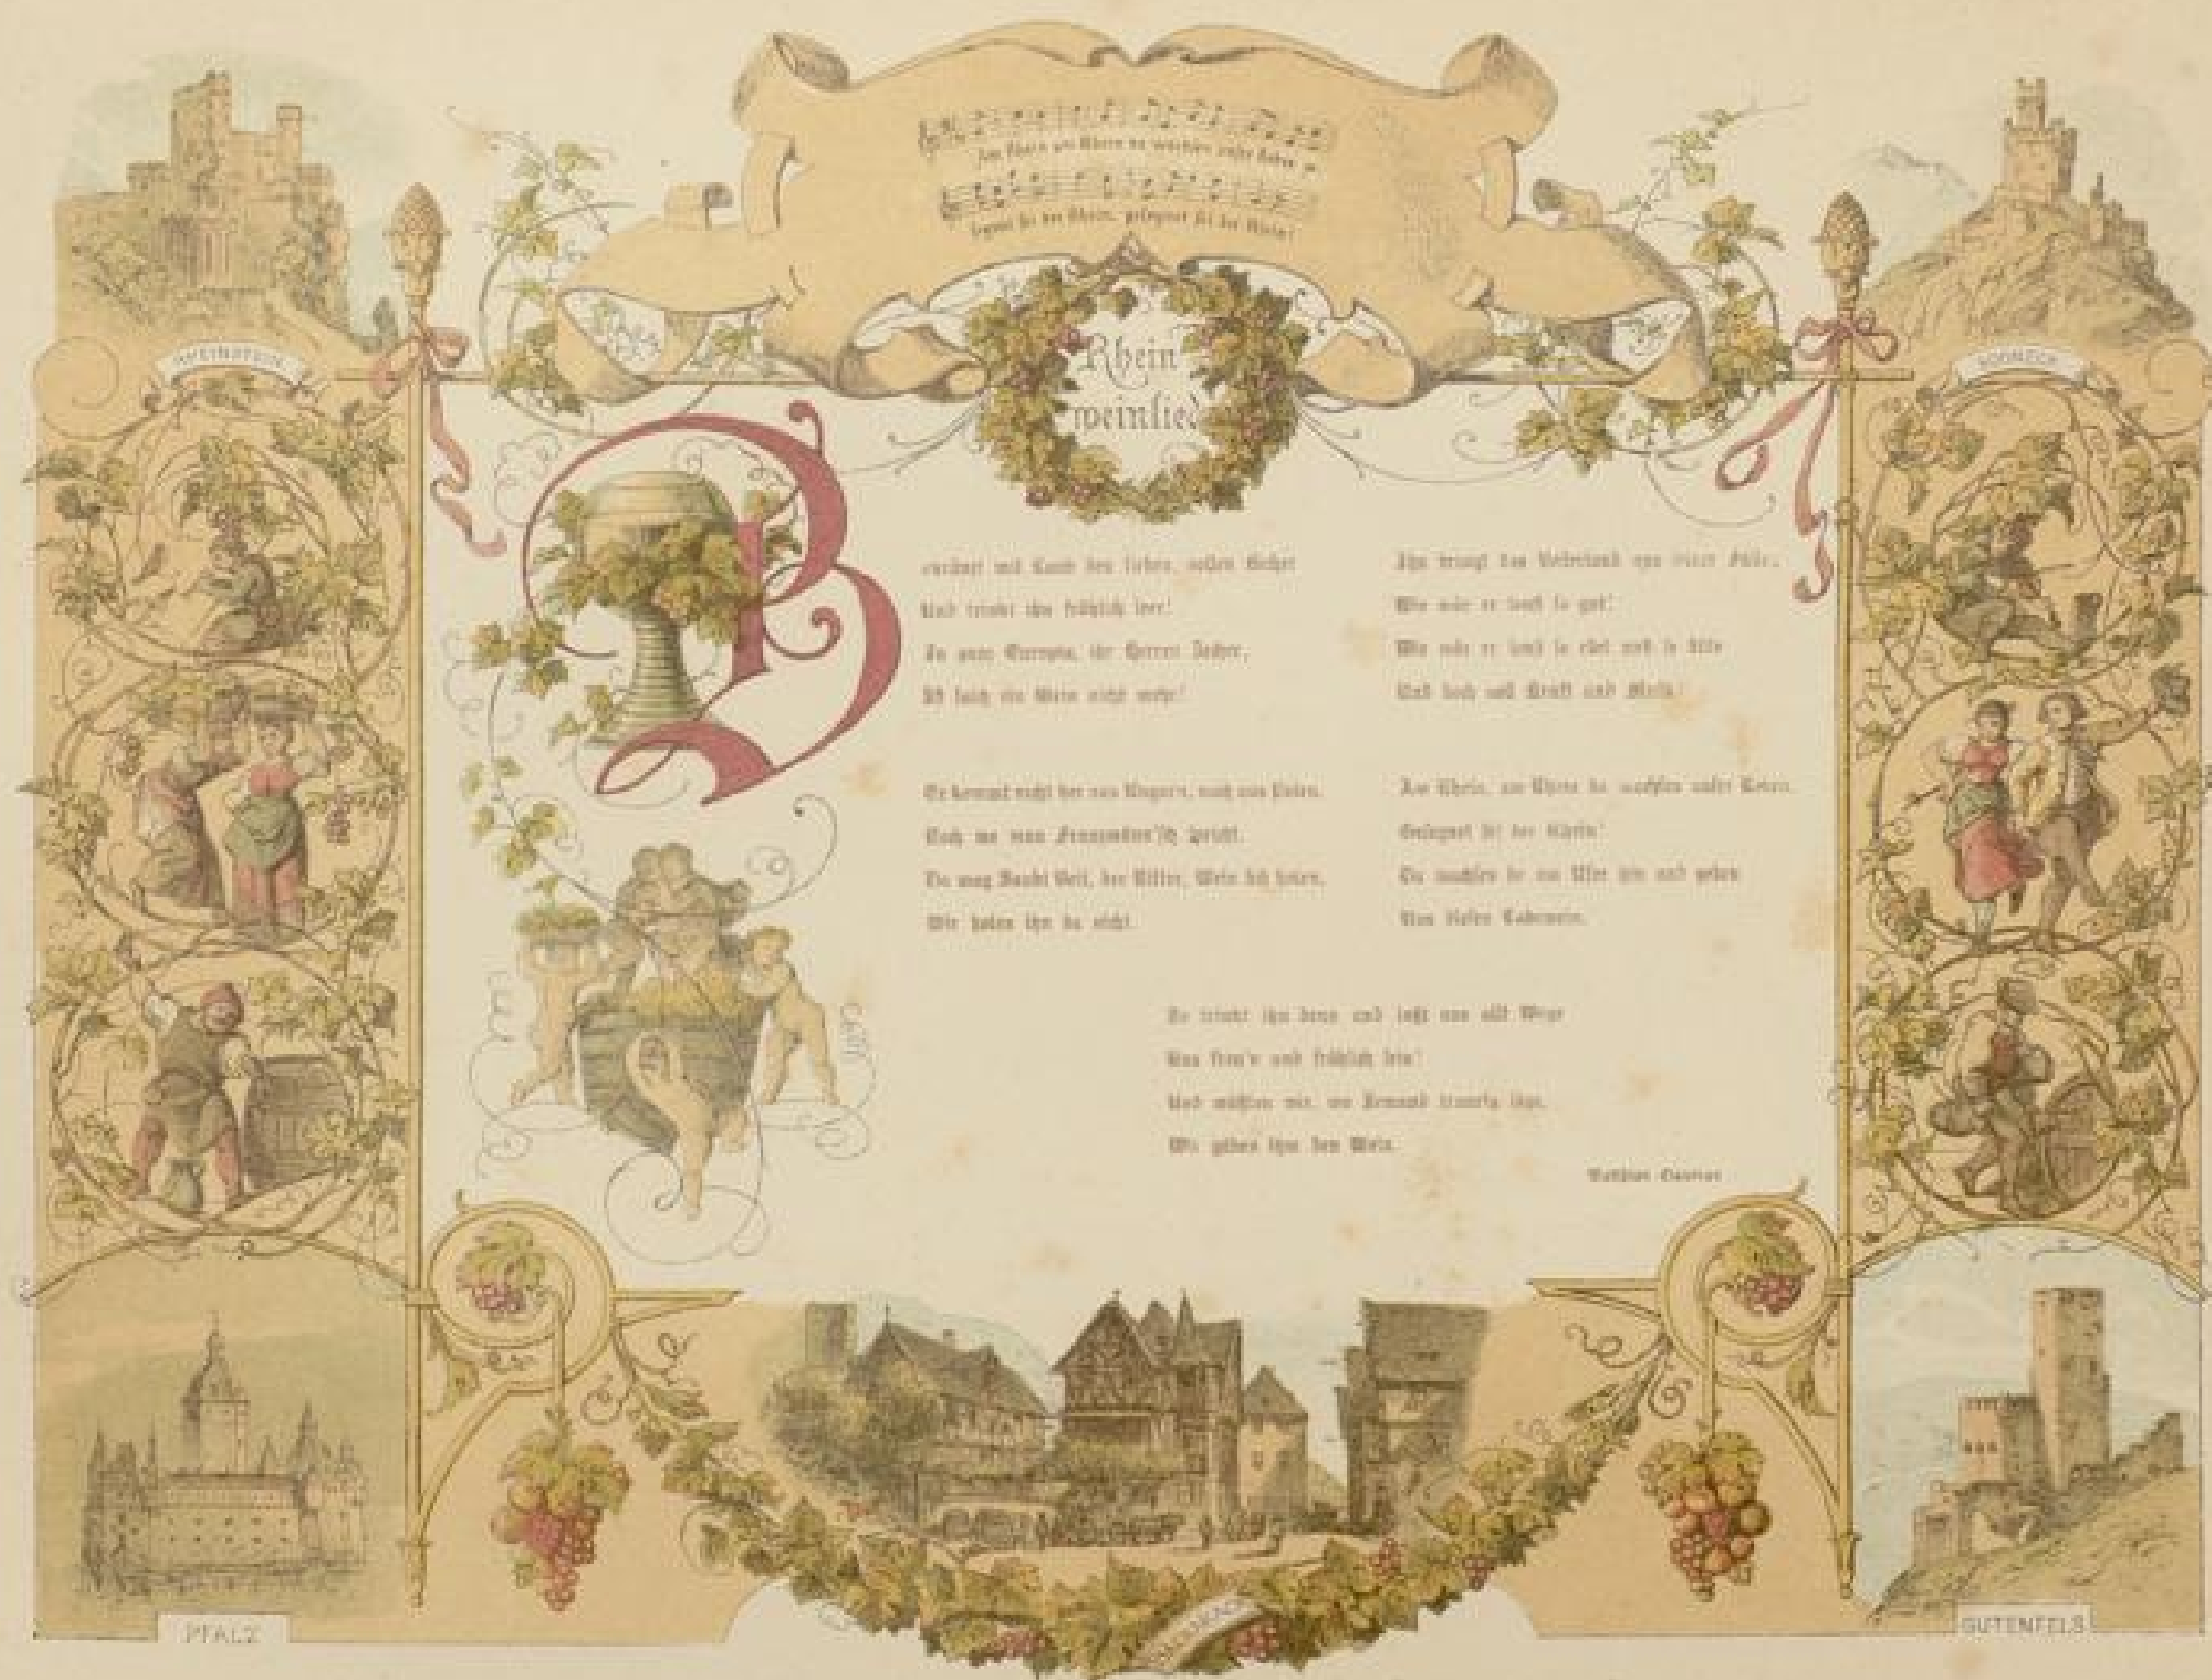 Am Rhein am Rhein da wachsen unsre Reben
segnet sei der Rhein, gesegnet sei der Rhein!
Rhein
weinlied
RHEINSTEIN
SOONECK
B
ekränzt mit Laub den lieben, vollen Becher
Und trinkt ihn fröhlich leer!
In ganz Europia, ihr Herren Zecher,
Ist solch ein Wein nicht mehr!
Er kommt nicht her aus Ungarn, noch aus Polen,
Noch wo man Franzmänn'sch spricht.
Da mag Sankt Veit, der Ritter, Wein sich holen,
Wir holen ihn da nicht.
Ihn bringt das Vaterland aus seiner Fülle,
Wie wär er sonst so gut!
Wie wär er sonst so edel und so stille
Und doch voll Kraft und Muth!
Am Rhein, am Rhein da wachsen unsre Reben,
Gesegnet sei der Rhein!
Da wachsen sie am Ufer hin und geben
Uns diesen Labewein.
So trinkt ihn denn und laßt uns alle Wege
Uns freu'n und fröhlich sein!
Und wüßten wir, wo Jemand traurig läge,
Wir gäben ihm den Wein.
Matthias Claudius
PFALZ
BACHARACH
GUTENFELS